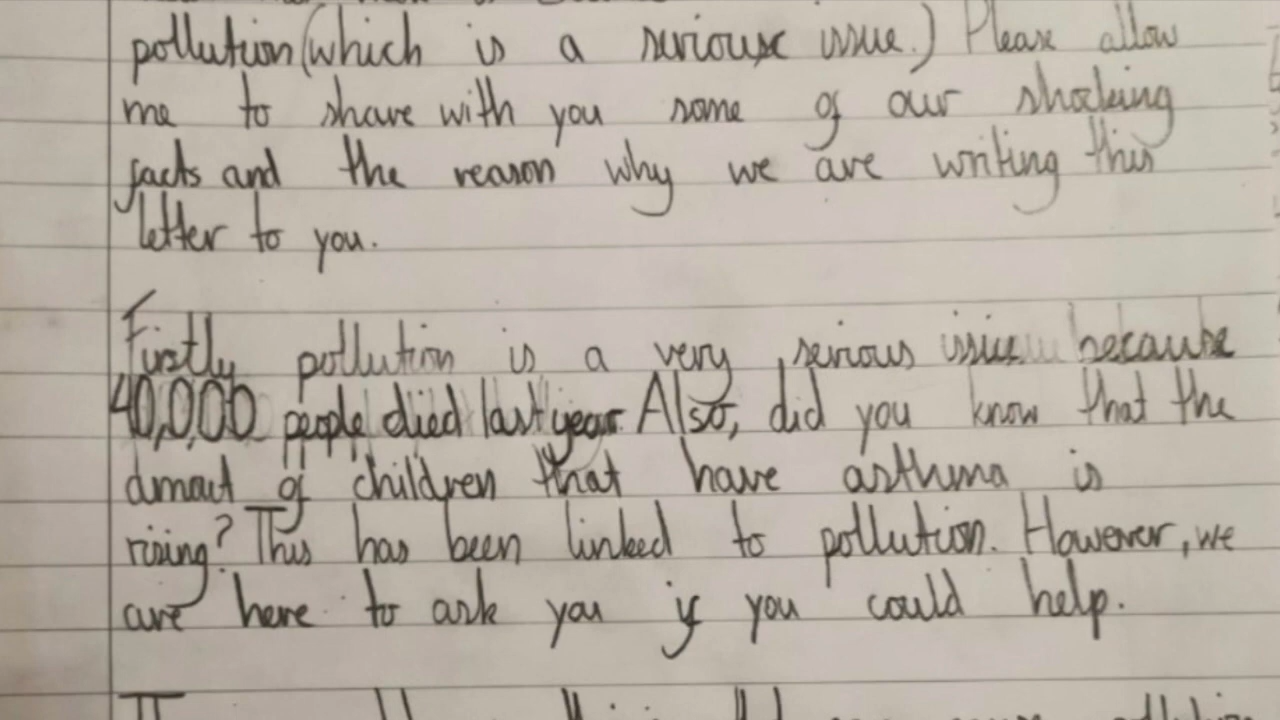 pollution (which is a seriouse issue.) Please allow
me to share with you some of our shocking
facts and the reason why we are writing this
letter to you.
Firstly pollution is a very serious issue because
40,000 people died last year. Also, did you know that the
amout of children that have asthma is
rising? This has been linked to pollution. However, we
are here to ask you if you could help.